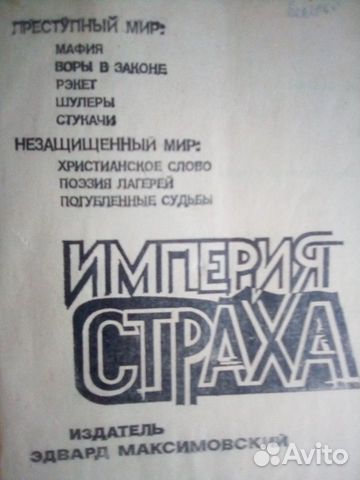 ПРЕСТУПНЫЙ МИР:
МАФИЯ
ВОРЫ В ЗАКОНЕ
РЭКЕТ
ШУЛЕРЫ
СТУКАЧИ
НЕЗАЩИЩЕННЫЙ МИР:
ХРИСТИАНСКОЕ СЛОВО
ПОЭЗИЯ ЛАГЕРЕЙ
ПОГУБЛЕННЫЕ СУДЬБЫ
ИМПЕРИЯ
СТРАХА
ИЗДАТЕЛЬ
ЭДВАРД МАКСИМОВСКИЙ
Avito